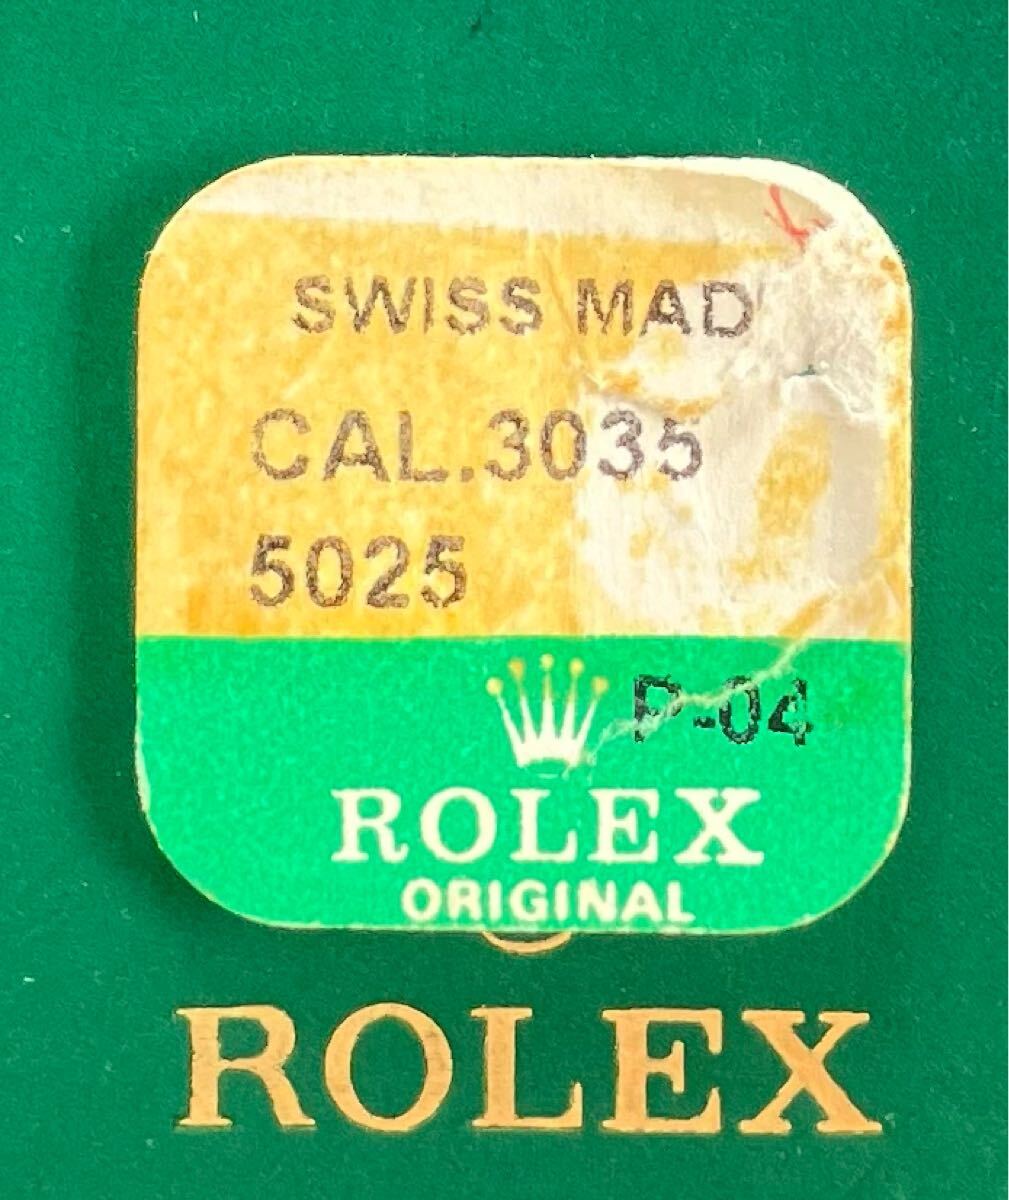 SWISS MAD
CAL.3035
5025
P-04
ROLEX
ORIGINAL
ROLEX